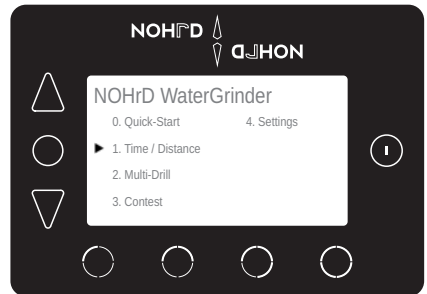 NOHrD
NOHrD
NOHrD WaterGrinder
0. Quick-Start 4. Settings
1. Time / Distance
2. Multi-Drill
3. Contest